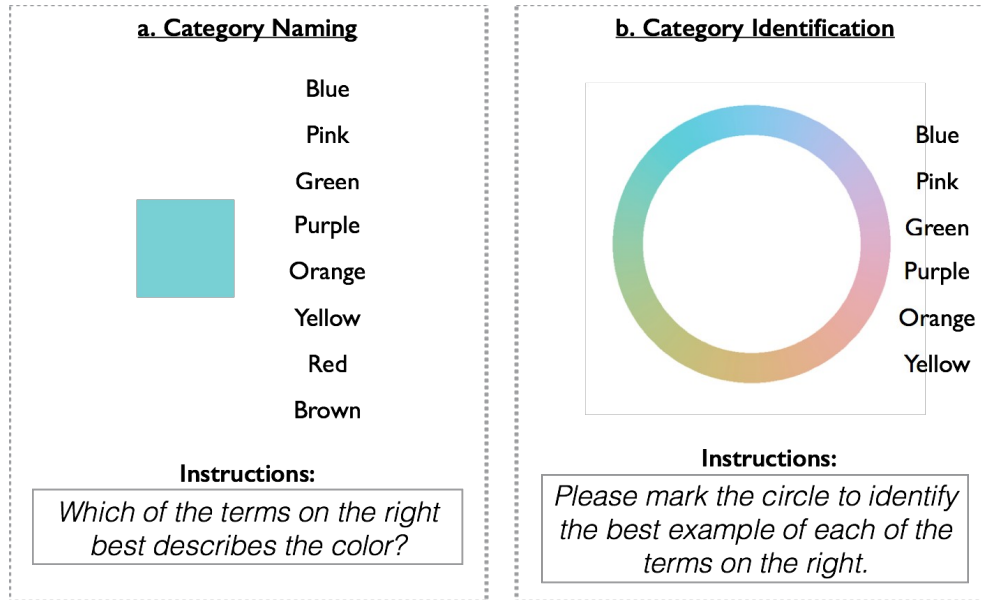 a. Category Naming
Blue
Pink
Green
Purple
Orange
Yellow
Red
Brown
Instructions:
Which of the terms on the right
best describes the color?
b. Category Identification
Blue
Pink
Green
Purple
Orange
Yellow
Instructions:
Please mark the circle to identify
the best example of each of the
terms on the right.